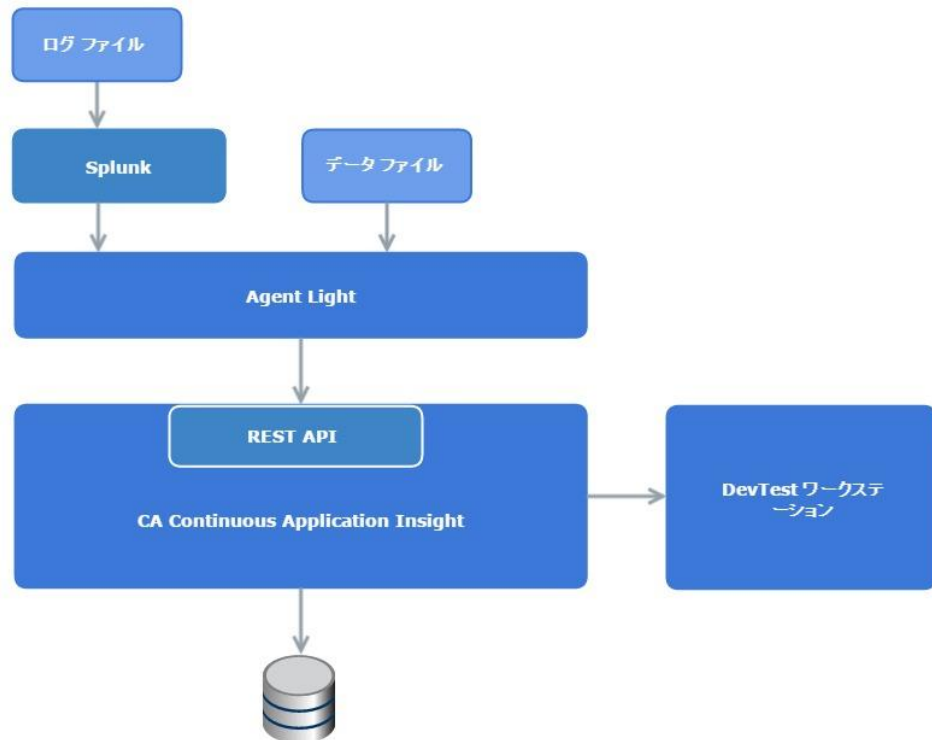 ログ ファイル
Splunk
データ ファイル
Agent Light
REST API
CA Continuous Application Insight
DevTest ワークステ
ーション